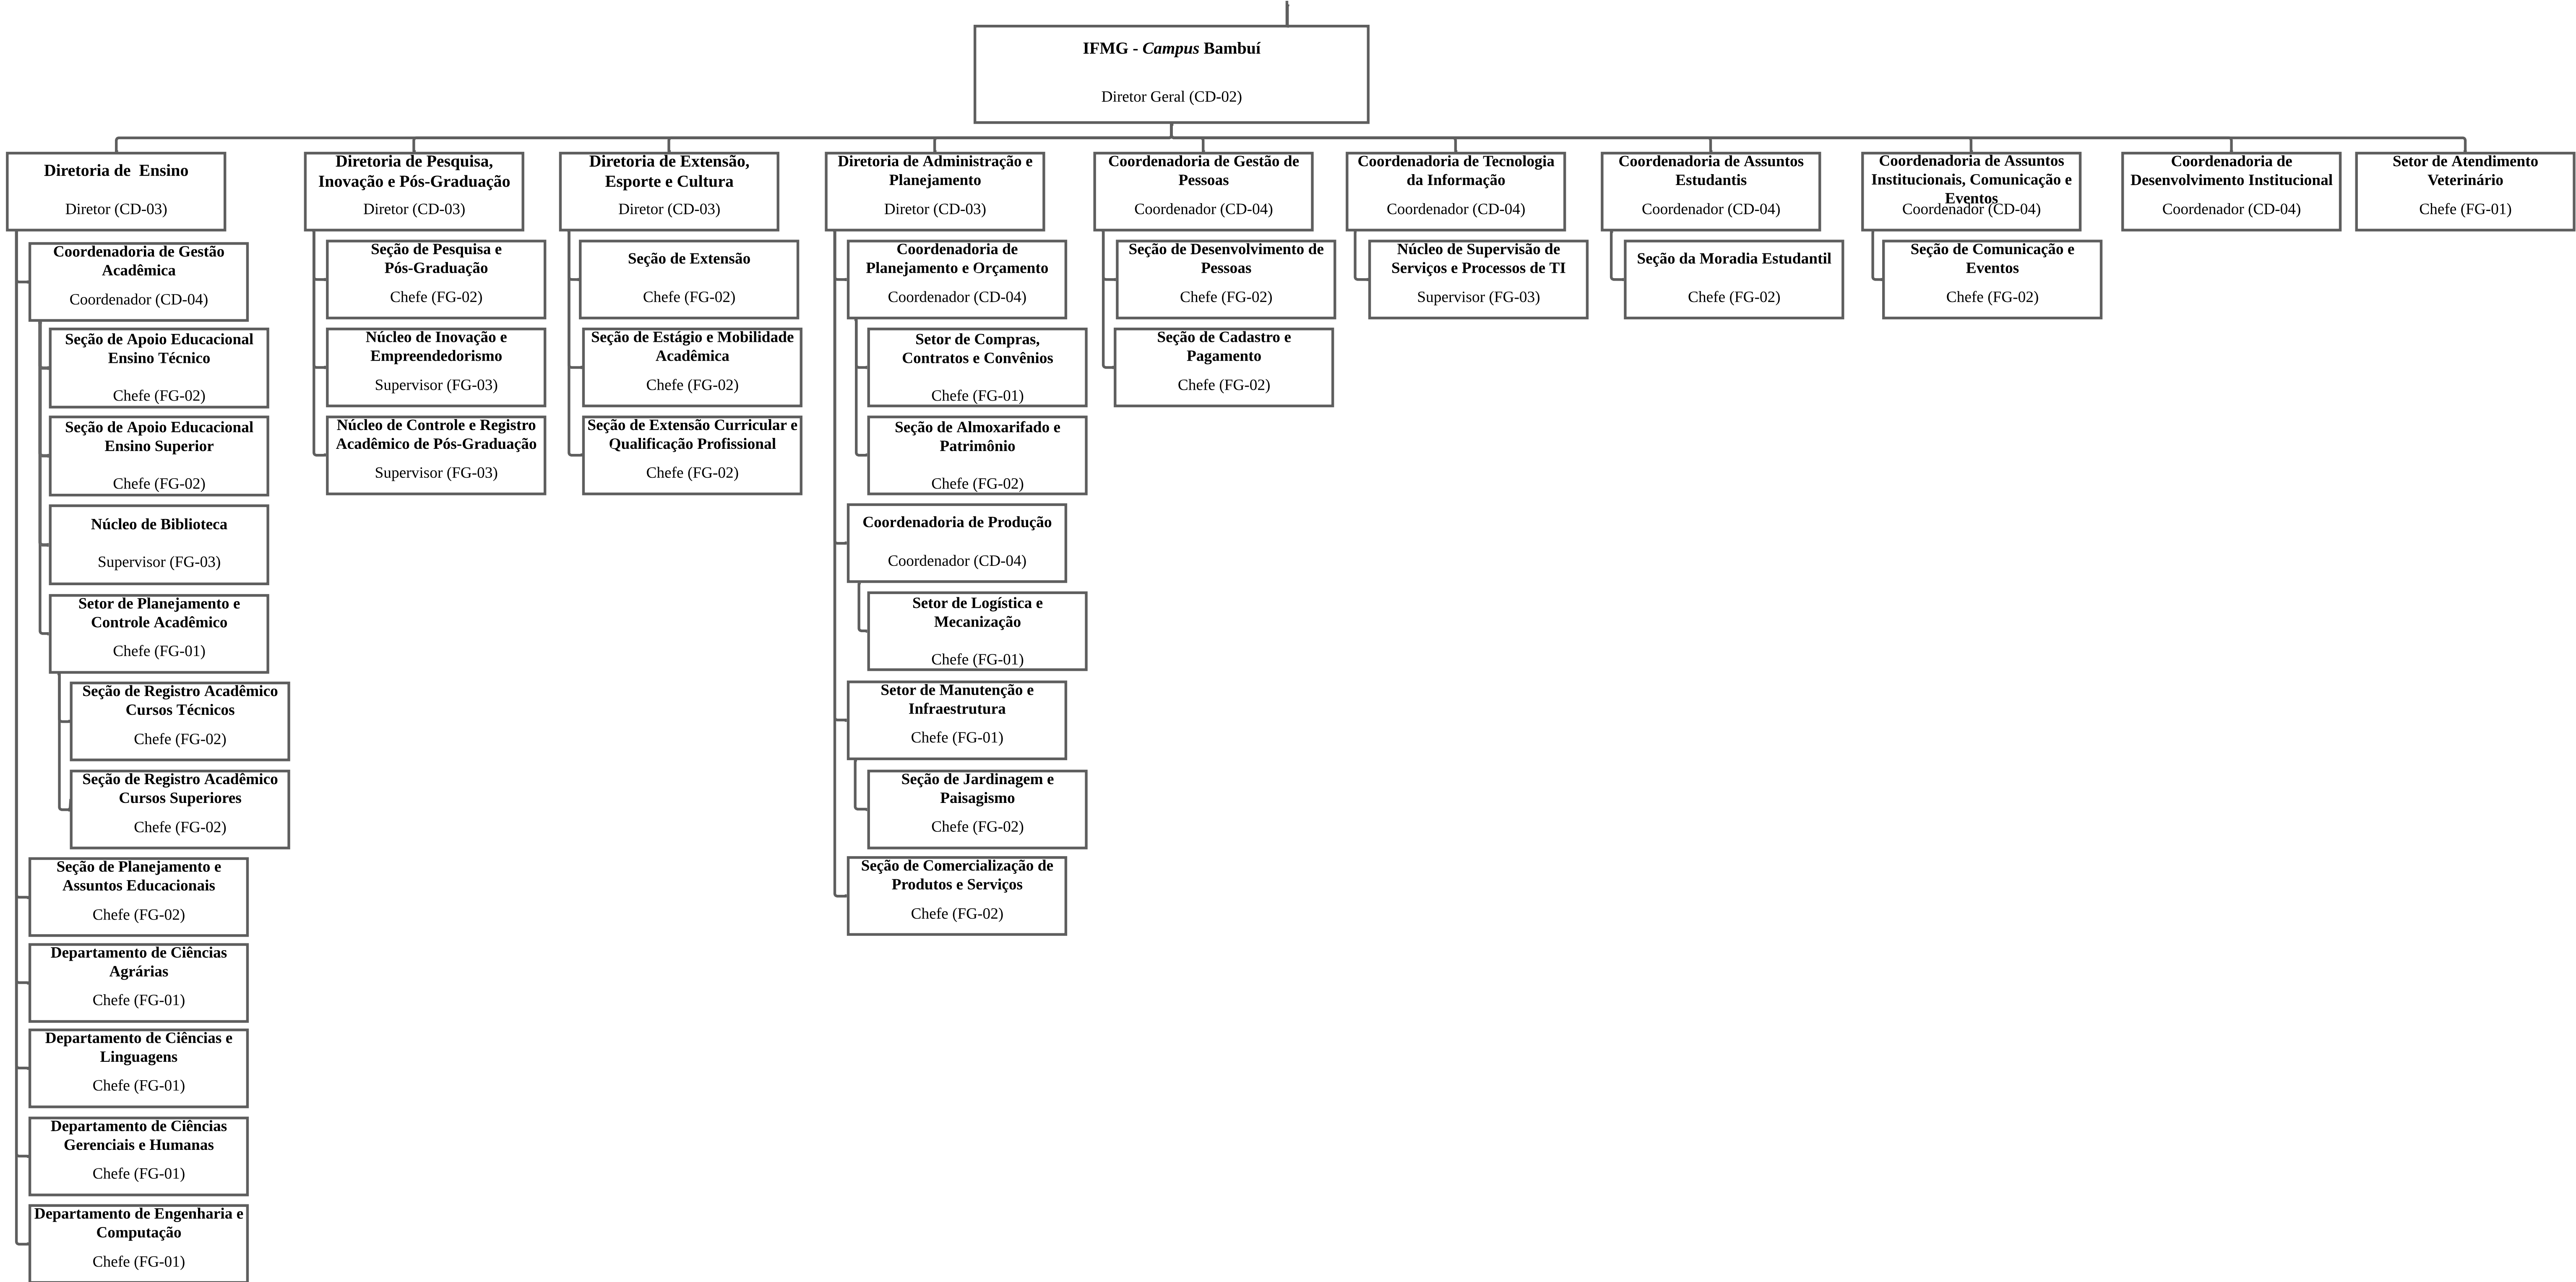 IFMG - Campus Bambuí
Diretor Geral (CD-02)
Diretoria de Ensino
Diretor (CD-03)
Coordenadoria de Gestão
Acadêmica
Coordenador (CD-04)
Seção de Apoio Educacional
Ensino Técnico
Chefe (FG-02)
Seção de Apoio Educacional
Ensino Superior
Chefe (FG-02)
Núcleo de Biblioteca
Supervisor (FG-03)
Setor de Planejamento e
Controle Acadêmico
Chefe (FG-01)
Seção de Registro Acadêmico
Cursos Técnicos
Chefe (FG-02)
Seção de Registro Acadêmico
Cursos Superiores
Chefe (FG-02)
Seção de Planejamento e
Assuntos Educacionais
Chefe (FG-02)
Departamento de Ciências
Agrárias
Chefe (FG-01)
Departamento de Ciências e
Linguagens
Chefe (FG-01)
Departamento de Ciências
Gerenciais e Humanas
Chefe (FG-01)
Departamento de Engenharia e
Computação
Chefe (FG-01)
Diretoria de Pesquisa,
Inovação e Pós-Graduação
Diretor (CD-03)
Seção de Pesquisa e
Pós-Graduação
Chefe (FG-02)
Núcleo de Inovação e
Empreendedorismo
Supervisor (FG-03)
Núcleo de Controle e Registro
Acadêmico de Pós-Graduação
Supervisor (FG-03)
Diretoria de Extensão,
Esporte e Cultura
Diretor (CD-03)
Seção de Extensão
Chefe (FG-02)
Seção de Estágio e Mobilidade
Acadêmica
Chefe (FG-02)
Seção de Extensão Curricular e
Qualificação Profissional
Chefe (FG-02)
Diretoria de Administração e
Planejamento
Diretor (CD-03)
Coordenadoria de
Planejamento e Orçamento
Coordenador (CD-04)
Setor de Compras,
Contratos e Convênios
Chefe (FG-01)
Seção de Almoxarifado e
Patrimônio
Chefe (FG-02)
Coordenadoria de Produção
Coordenador (CD-04)
Setor de Logística e
Mecanização
Chefe (FG-01)
Setor de Manutenção e
Infraestrutura
Chefe (FG-01)
Seção de Jardinagem e
Paisagismo
Chefe (FG-02)
Seção de Comercialização de
Produtos e Serviços
Chefe (FG-02)
Coordenadoria de Gestão de
Pessoas
Coordenador (CD-04)
Seção de Desenvolvimento de
Pessoas
Chefe (FG-02)
Seção de Cadastro e
Pagamento
Chefe (FG-02)
Coordenadoria de Tecnologia
da Informação
Coordenador (CD-04)
Núcleo de Supervisão de
Serviços e Processos de TI
Supervisor (FG-03)
Coordenadoria de Assuntos
Estudantis
Coordenador (CD-04)
Seção da Moradia Estudantil
Chefe (FG-02)
Coordenadoria de Assuntos
Institucionais, Comunicação e
Eventos
Coordenador (CD-04)
Seção de Comunicação e
Eventos
Chefe (FG-02)
Coordenadoria de
Desenvolvimento Institucional
Coordenador (CD-04)
Setor de Atendimento
Veterinário
Chefe (FG-01)